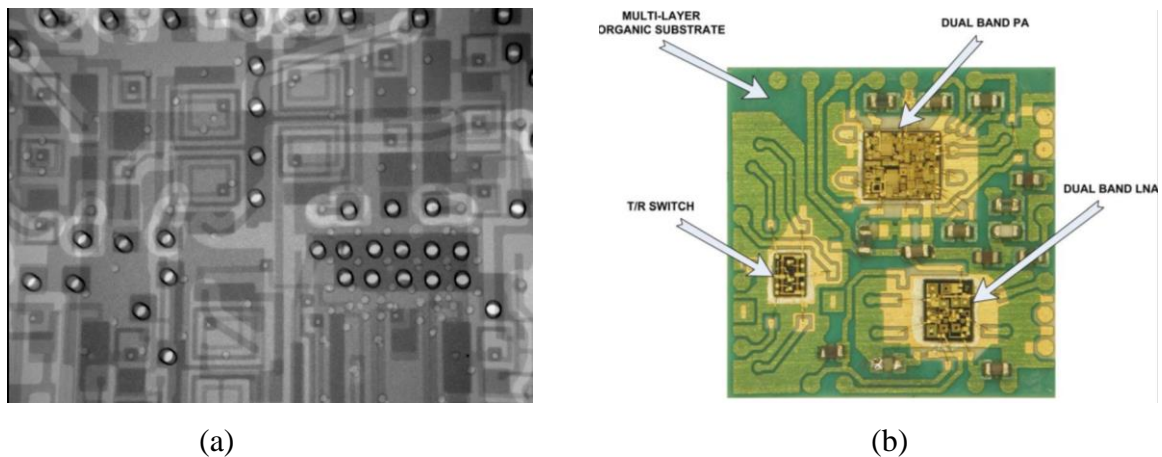 MULTI-LAYER
ORGANIC SUBSTRATE
DUAL BAND PA
T/R SWITCH
DUAL BAND LNA
(a)
(b)